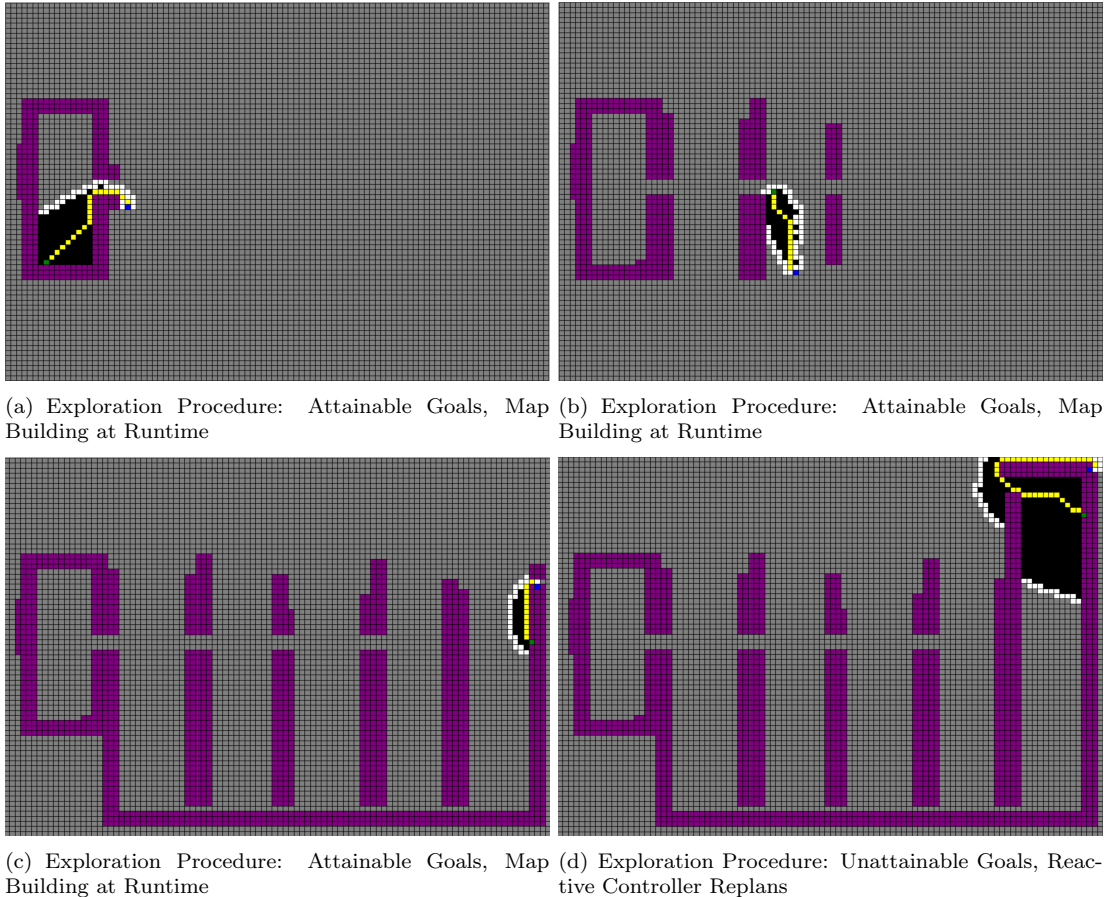 (a) Exploration Procedure: Attainable Goals, Map
Building at Runtime
(b) Exploration Procedure: Attainable Goals, Map
Building at Runtime
(c) Exploration Procedure: Attainable Goals, Map
Building at Runtime
(d) Exploration Procedure: Unattainable Goals, Reac-
tive Controller Replans